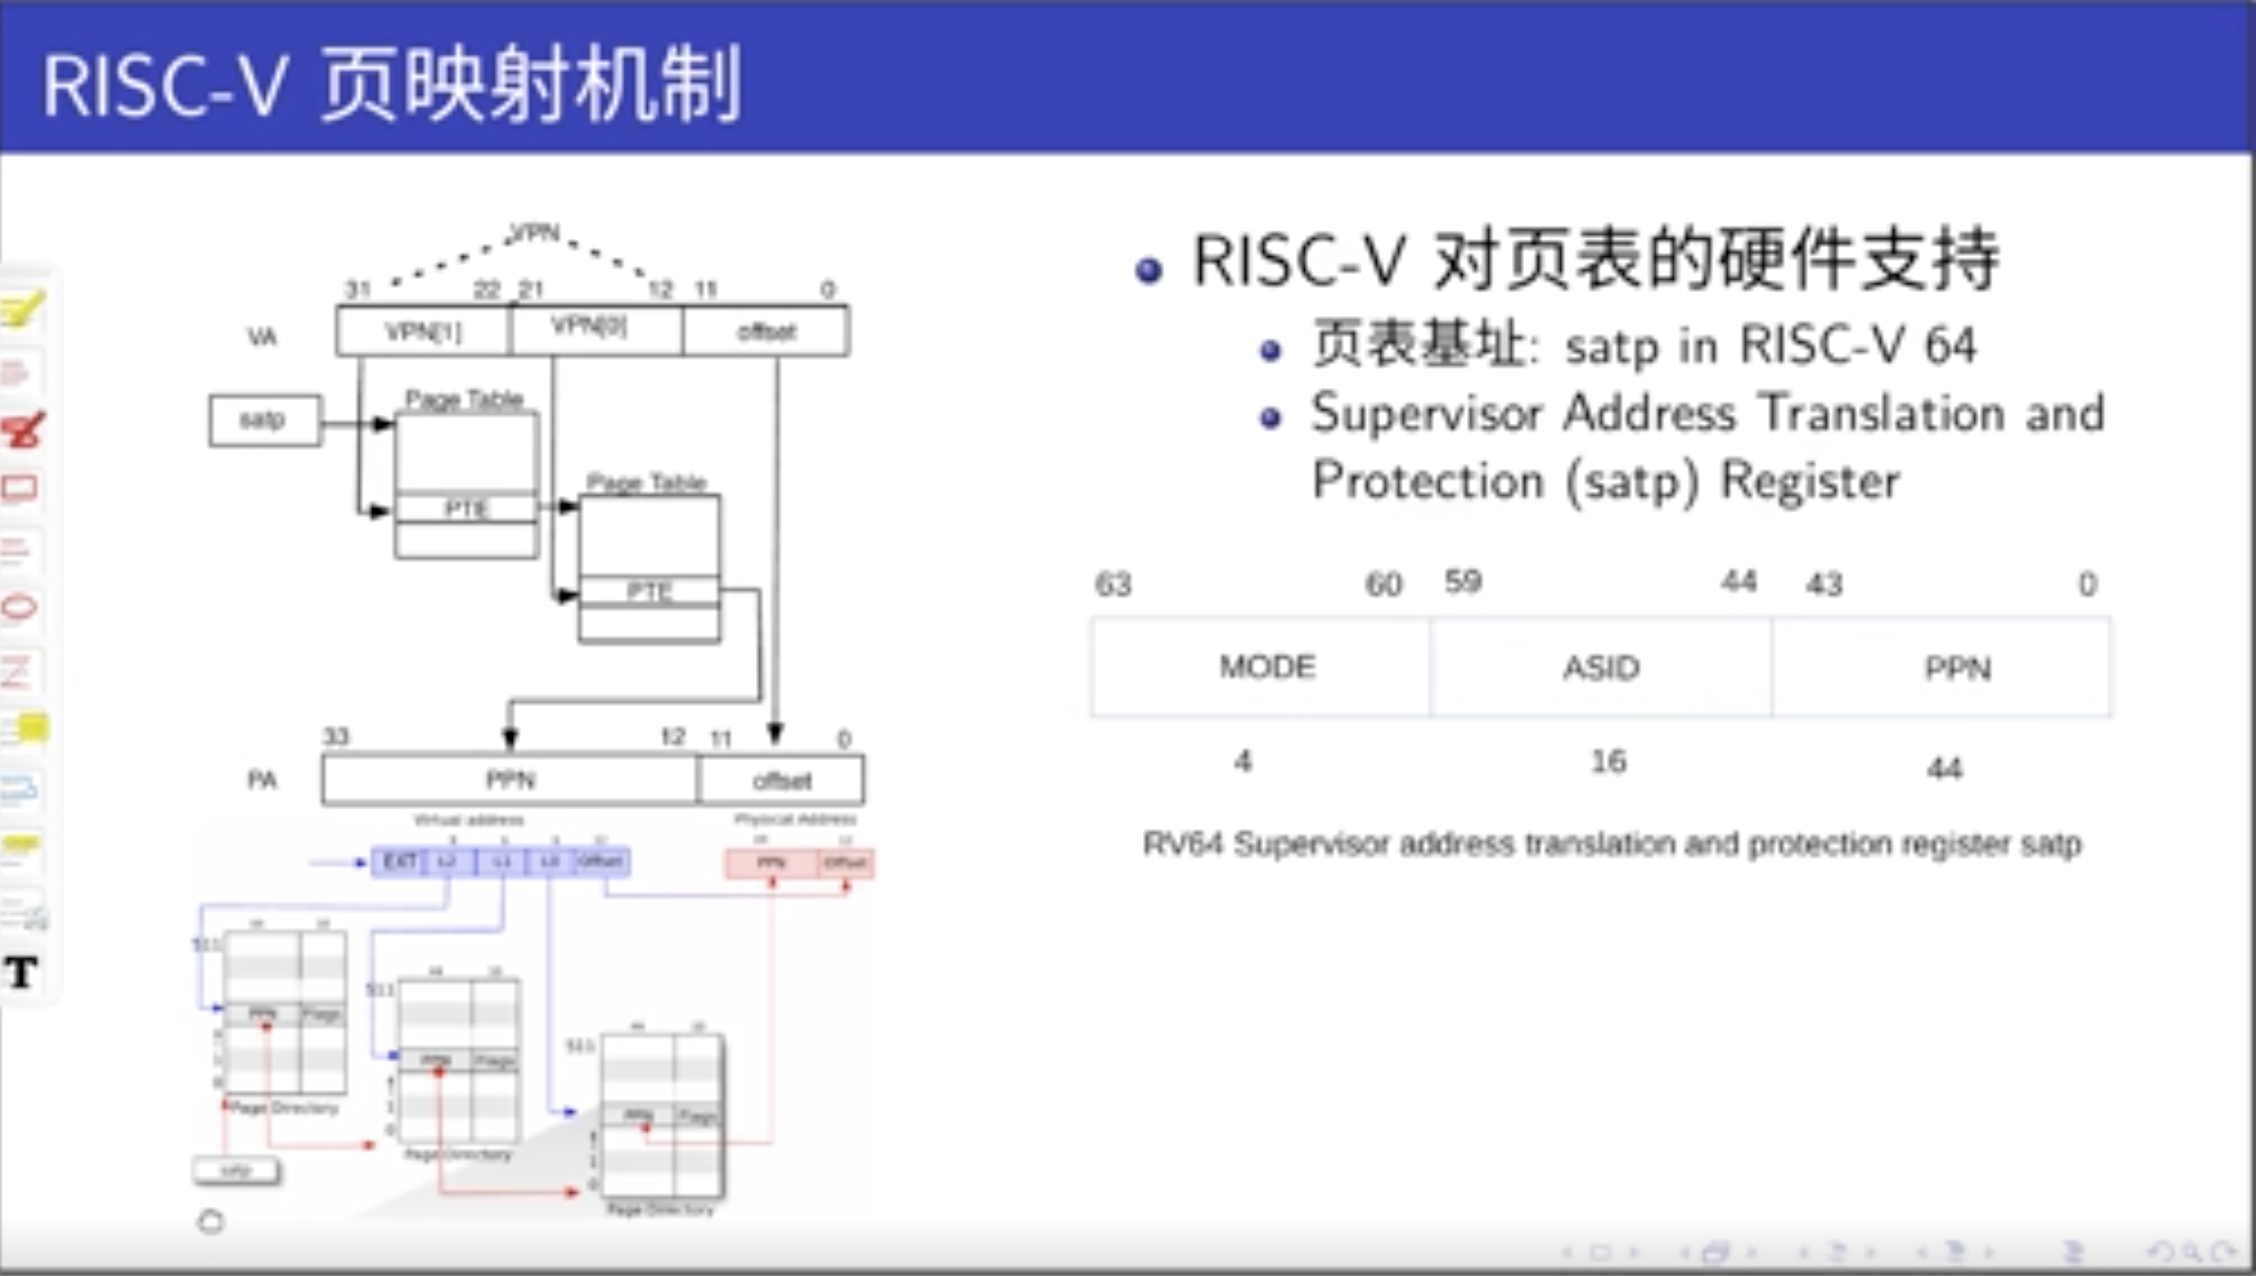 RISC-V 页映射机制
VPN
31 22 21 12 11 0
VA VPN[1] VPN[0] offset
satp
Page Table
PTE
Page Table
PTE
33 12 11 0
PA PPN offset
Virtual address Physical Address
EXT L2 L1 L0 Offset PPN Offset
511
PPN Flags
Page Directory
511
PPN Flags
Page Directory
511
PPN Flags
Page Directory
satp
RISC-V 对页表的硬件支持
页表基址: satp in RISC-V 64
Supervisor Address Translation and
Protection (satp) Register
63 60 59 44 43 0
MODE ASID PPN
4 16 44
RV64 Supervisor address translation and protection register satp
T